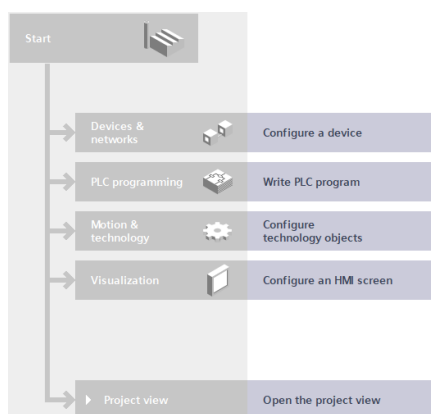 Start
Devices &
networks
Configure a device
PLC programming
Write PLC program
Motion &
technology
Configure
technology objects
Visualization
Configure an HMI screen
Project view
Open the project view